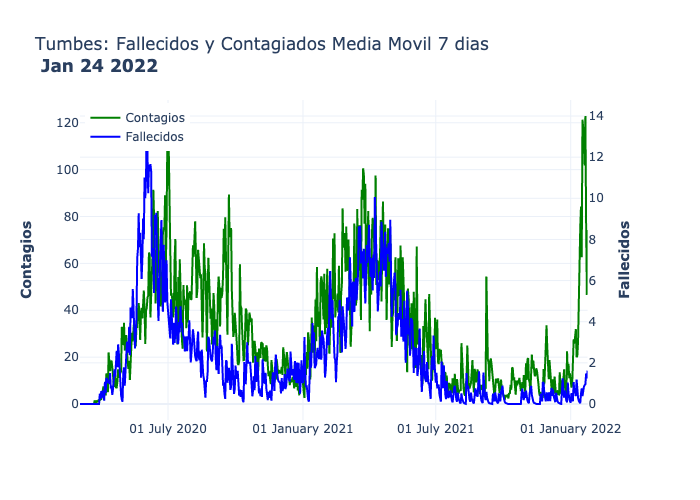 Tumbes: Fallecidos y Contagiados Media Movil 7 dias
Jan 24 2022
Contagios
Fallecidos
120
100
80
60
40
20
0
Contagios
14
12
10
8
6
4
2
0
Fallecidos
01 July 2020
01 January 2021
01 July 2021
01 January 2022